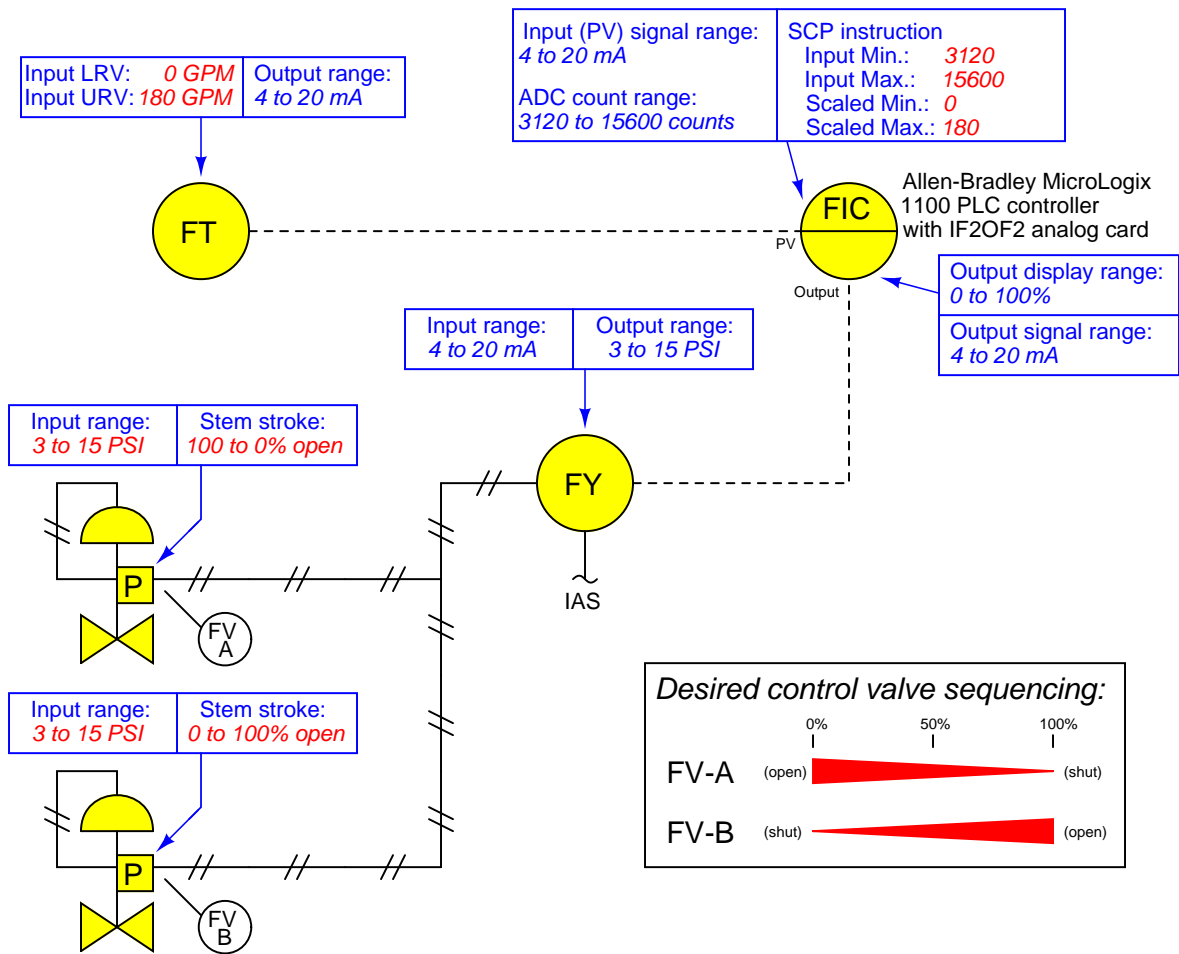 Input (PV) signal range:
4 to 20 mA
ADC count range:
3120 to 15600 counts
SCP instruction
Input Min.: 3120
Input Max.: 15600
Scaled Min.: 0
Scaled Max.: 180
Input LRV: 0 GPM
Input URV: 180 GPM
Output range:
4 to 20 mA
FT
FIC
PV
Output
Allen-Bradley MicroLogix
1100 PLC controller
with IF2OF2 analog card
Output display range:
0 to 100%
Output signal range:
4 to 20 mA
Input range:
4 to 20 mA
Output range:
3 to 15 PSI
FY
IAS
Input range:
3 to 15 PSI
Stem stroke:
100 to 0% open
P
FV
A
Input range:
3 to 15 PSI
Stem stroke:
0 to 100% open
P
FV
B
Desired control valve sequencing:
0% 50% 100%
FV-A (open) (shut)
FV-B (shut) (open)